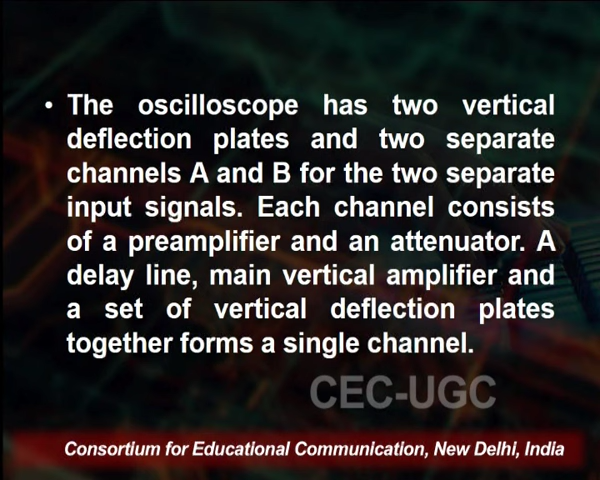 • The oscilloscope has two vertical
deflection plates and two separate
channels A and B for the two separate
input signals. Each channel consists
of a preamplifier and an attenuator. A
delay line, main vertical amplifier and
a set of vertical deflection plates
together forms a single channel.
CEC-UGC
Consortium for Educational Communication, New Delhi, India